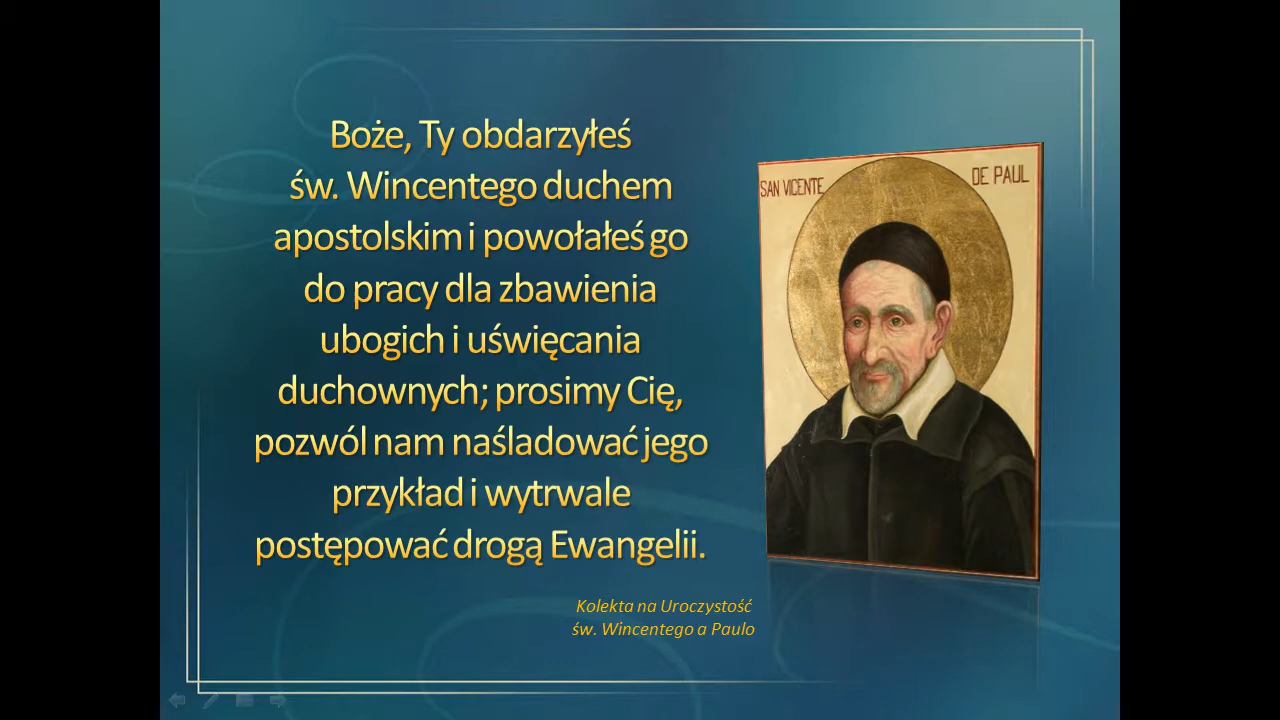 Boże, Ty obdarzyłeś
św. Wincentego duchem
apostolskim i powołałeś go
do pracy dla zbawienia
ubogich i uświęcania
duchownych; prosimy Cię,
pozwól nam naśladować jego
przykład i wytrwale
postępować drogą Ewangelii.
Kolekta na Uroczystość
św. Wincentego a Paulo
SAN VICENTE DE PAUL